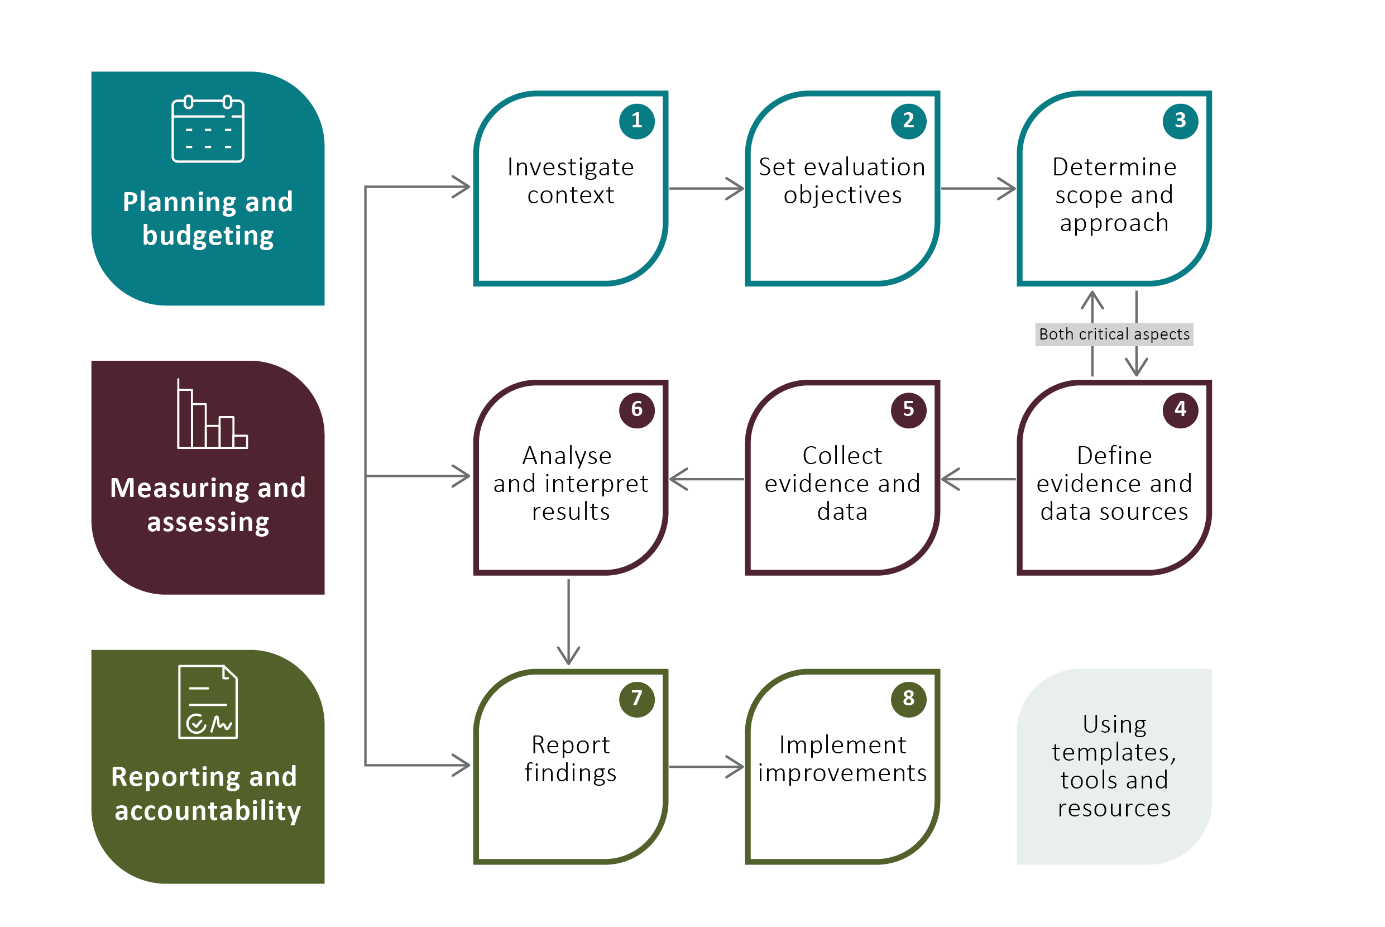 Planning and
budgeting
1
Investigate
context
2
Set evaluation
objectives
3
Determine
scope and
approach
Both critical aspects
Measuring and
assessing
6
Analyse
and interpret
results
5
Collect
evidence and
data
4
Define
evidence and
data sources
Reporting and
accountability
7
Report
findings
8
Implement
improvements
Using
templates,
tools and
resources